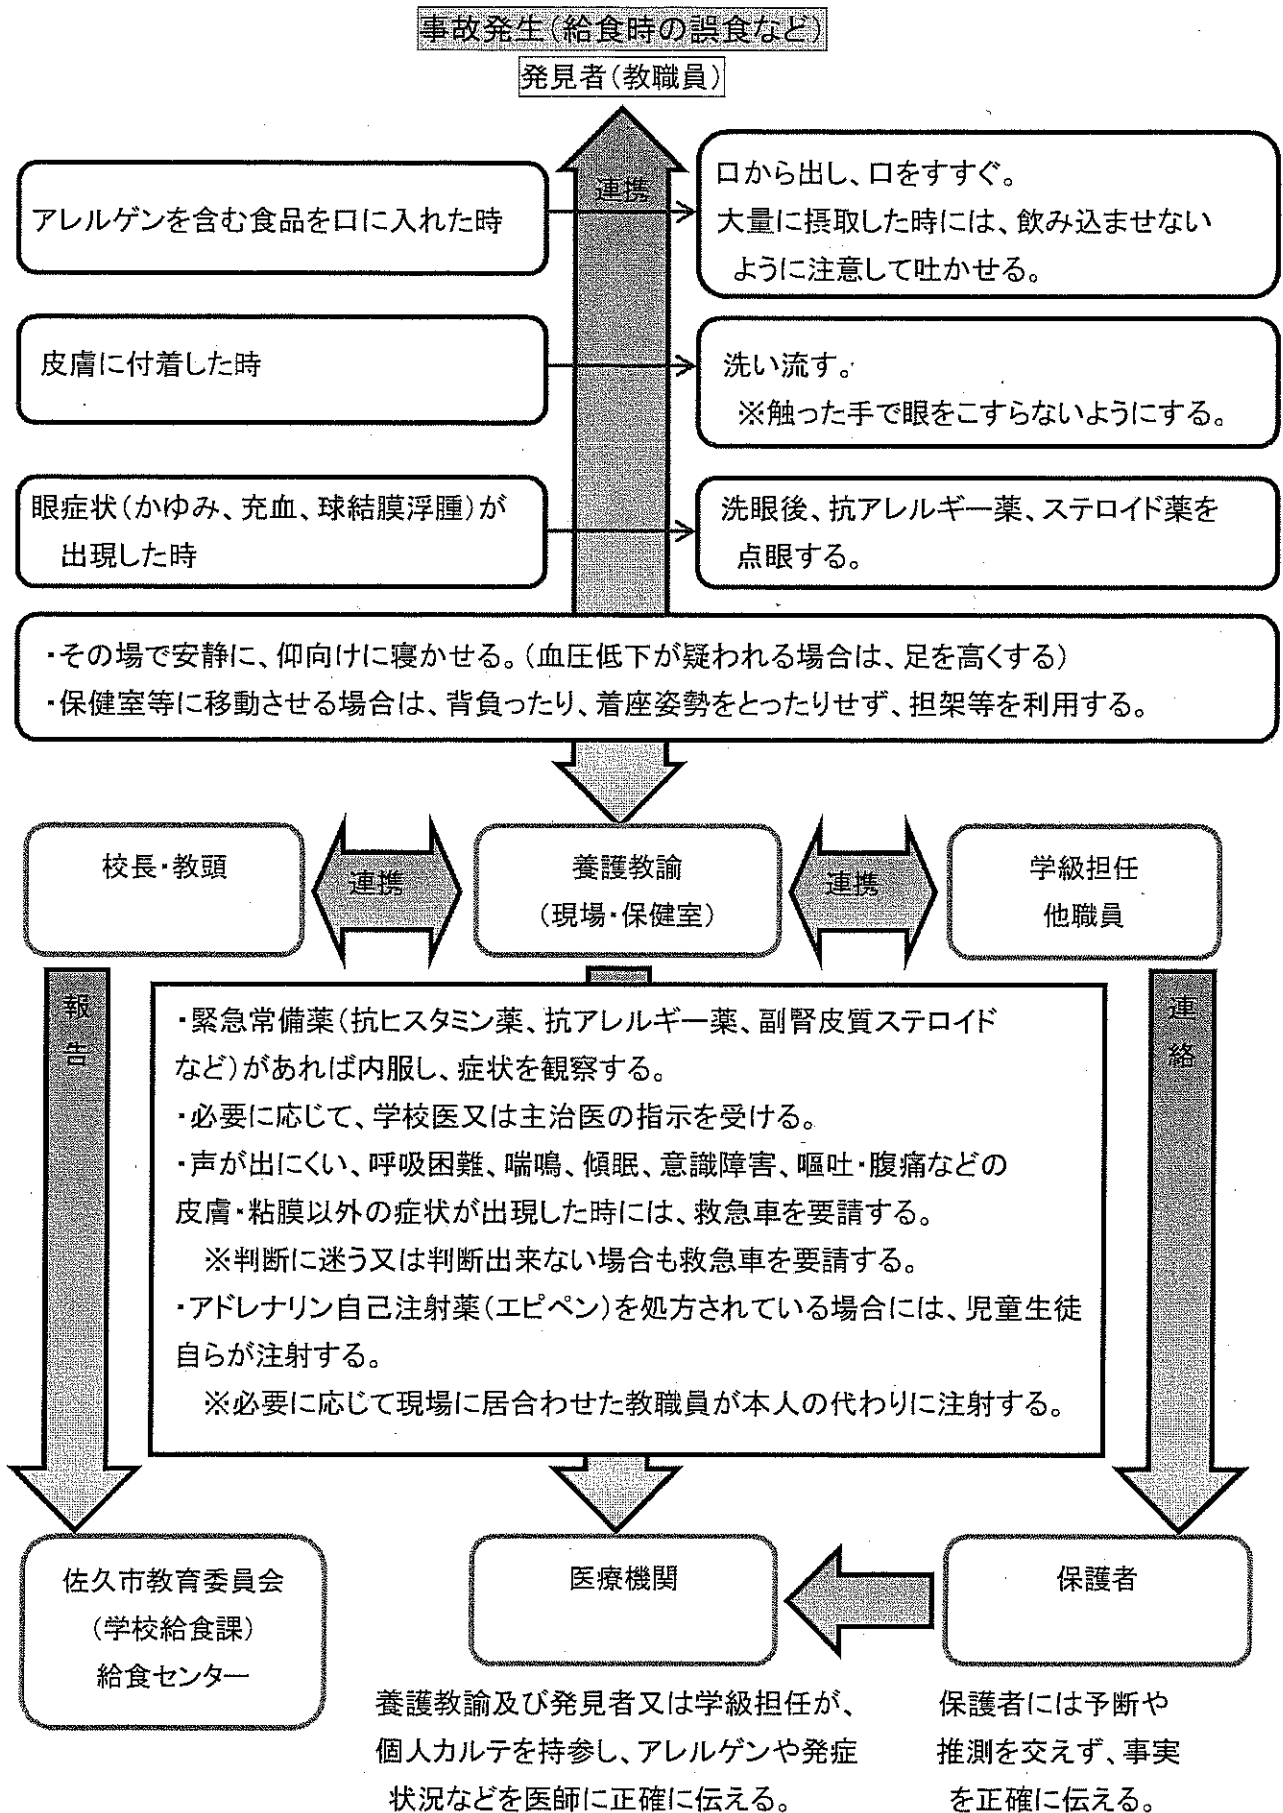 事故発生(給食時の誤食など)
発見者(教職員)
連携
アレルゲンを含む食品を口に入れた時
口から出し、口をすすぐ。
大量に摂取した時には、飲み込ませない
ように注意して吐かせる。
皮膚に付着した時
洗い流す。
※触った手で眼をこすらないようにする。
眼症状(かゆみ、充血、球結膜浮腫)が
出現した時
洗眼後、抗アレルギー薬、ステロイド薬を
点眼する。
・その場で安静に、仰向けに寝かせる。(血圧低下が疑われる場合は、足を高くする)
・保健室等に移動させる場合は、背負ったり、着座姿勢をとったりせず、担架等を利用する。
校長・教頭
連携
養護教諭
(現場・保健室)
連携
学級担任
他職員
報告
・緊急常備薬(抗ヒスタミン薬、抗アレルギー薬、副腎皮質ステロイド
など)があれば内服し、症状を観察する。
・必要に応じて、学校医又は主治医の指示を受ける。
・声が出にくい、呼吸困難、喘鳴、傾眠、意識障害、嘔吐・腹痛などの
皮膚・粘膜以外の症状が出現した時には、救急車を要請する。
※判断に迷う又は判断出来ない場合も救急車を要請する。
・アドレナリン自己注射薬(エピペン)を処方されている場合には、児童生徒
自らが注射する。
※必要に応じて現場に居合わせた教職員が本人の代わりに注射する。
連絡
佐久市教育委員会
(学校給食課)
給食センター
医療機関
保護者
養護教諭及び発見者又は学級担任が、
個人カルテを持参し、アレルゲンや発症
状況などを医師に正確に伝える。
保護者には予断や
推測を交えず、事実
を正確に伝える。